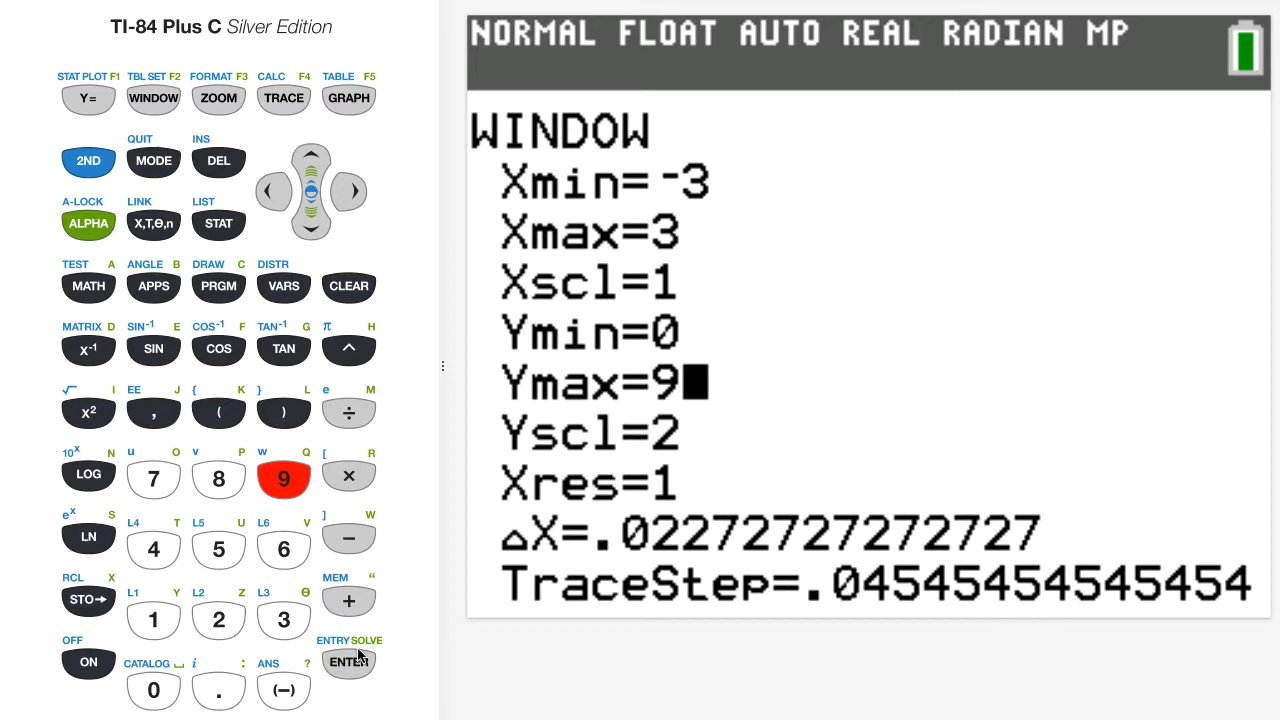 TI-84 Plus C Silver Edition
STAT PLOT F1 TBL SET F2 FORMAT F3 CALC F4 TABLE F5
Y= WINDOW ZOOM TRACE GRAPH
QUIT INS
2ND MODE DEL
A-LOCK LINK LIST
ALPHA X,T,Θ,n STAT
TEST A ANGLE B DRAW C DISTR
MATH APPS PRGM VARS CLEAR
MATRIX D SIN⁻¹ E COS⁻¹ F TAN⁻¹ G π H
X⁻¹ SIN COS TAN ^
√ I EE J { K } L e M
X² , ( ) ÷
10ˣ N u O v P w Q [ R
LOG 7 8 9 ×
eˣ S L4 T L5 U L6 V ] W
LN 4 5 6 −
RCL X L1 Y L2 Z L3 Θ MEM “
STO→ 1 2 3 +
OFF CATALOG ⎵ i : ANS ? ENTRY SOLVE
ON 0 . (−) ENTER
NORMAL FLOAT AUTO REAL RADIAN MP
WINDOW
Xmin=-3
Xmax=3
Xscl=1
Ymin=0
Ymax=9
Yscl=2
Xres=1
△X=.02272727272727
TraceStep=.04545454545454